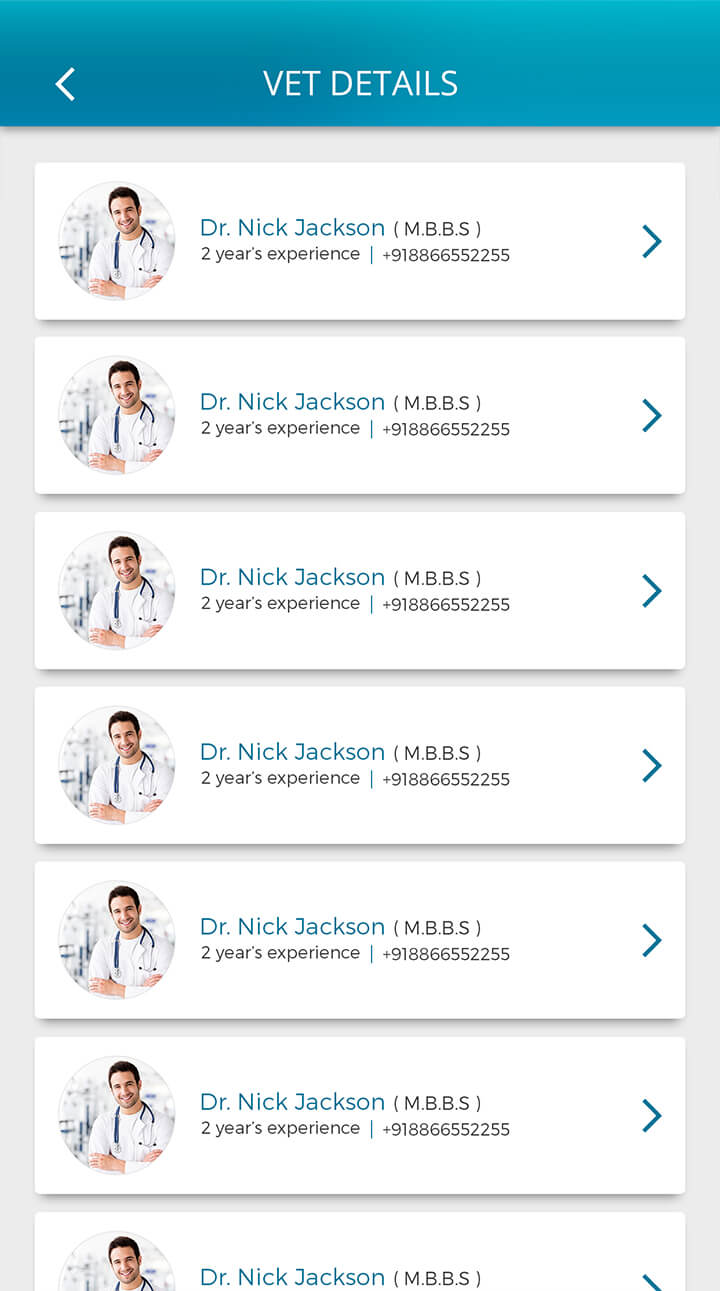 VET DETAILS
Dr. Nick Jackson ( M.B.B.S )
2 year's experience | +918866552255
Dr. Nick Jackson ( M.B.B.S )
2 year's experience | +918866552255
Dr. Nick Jackson ( M.B.B.S )
2 year's experience | +918866552255
Dr. Nick Jackson ( M.B.B.S )
2 year's experience | +918866552255
Dr. Nick Jackson ( M.B.B.S )
2 year's experience | +918866552255
Dr. Nick Jackson ( M.B.B.S )
2 year's experience | +918866552255
Dr. Nick Jackson ( M.B.B.S )